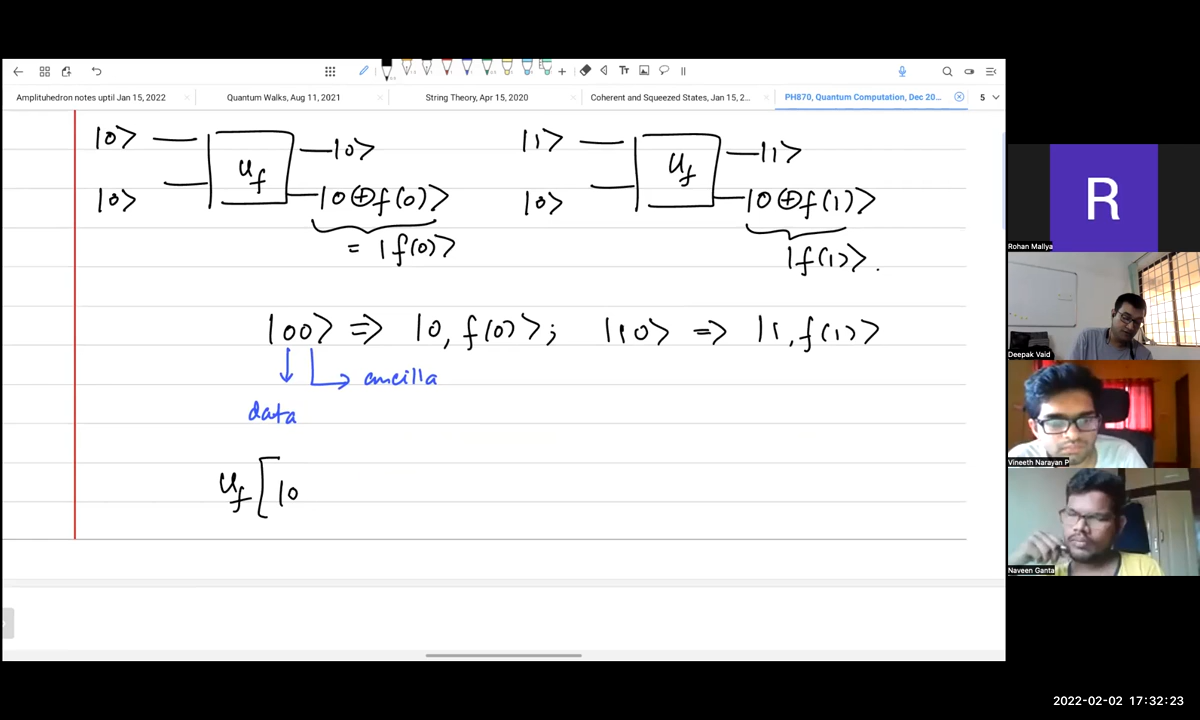 Amplituhedron notes uptil Jan 15, 2022
Quantum Walks, Aug 11, 2021
String Theory, Apr 15, 2020
Coherent and Squeezed States, Jan 15, 2...
PH870, Quantum Computation, Dec 20...
5
|0> U_f |0>
|0> |0⊕f(0)>
= |f(0)>
|1> U_f |1>
|0> |0⊕f(1)>
|f(1)>.
|00> => |0, f(0)>; |10> => |1, f(1)>
ancilla
data
U_f [ |0
R
Rohan Mallya
Deepak Vaid
Vineeth Narayan P
Naveen Ganta
2022-02-02 17:32:23